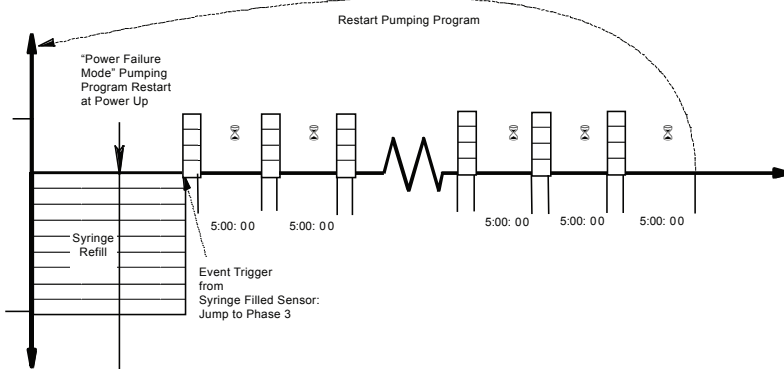 Restart Pumping Program
“Power Failure
Mode” Pumping
Program Restart
at Power Up
5:00: 00
5:00: 00
5:00: 00
5:00: 00
5:00: 00
Syringe
Refill
Event Trigger
from
Syringe Filled Sensor:
Jump to Phase 3